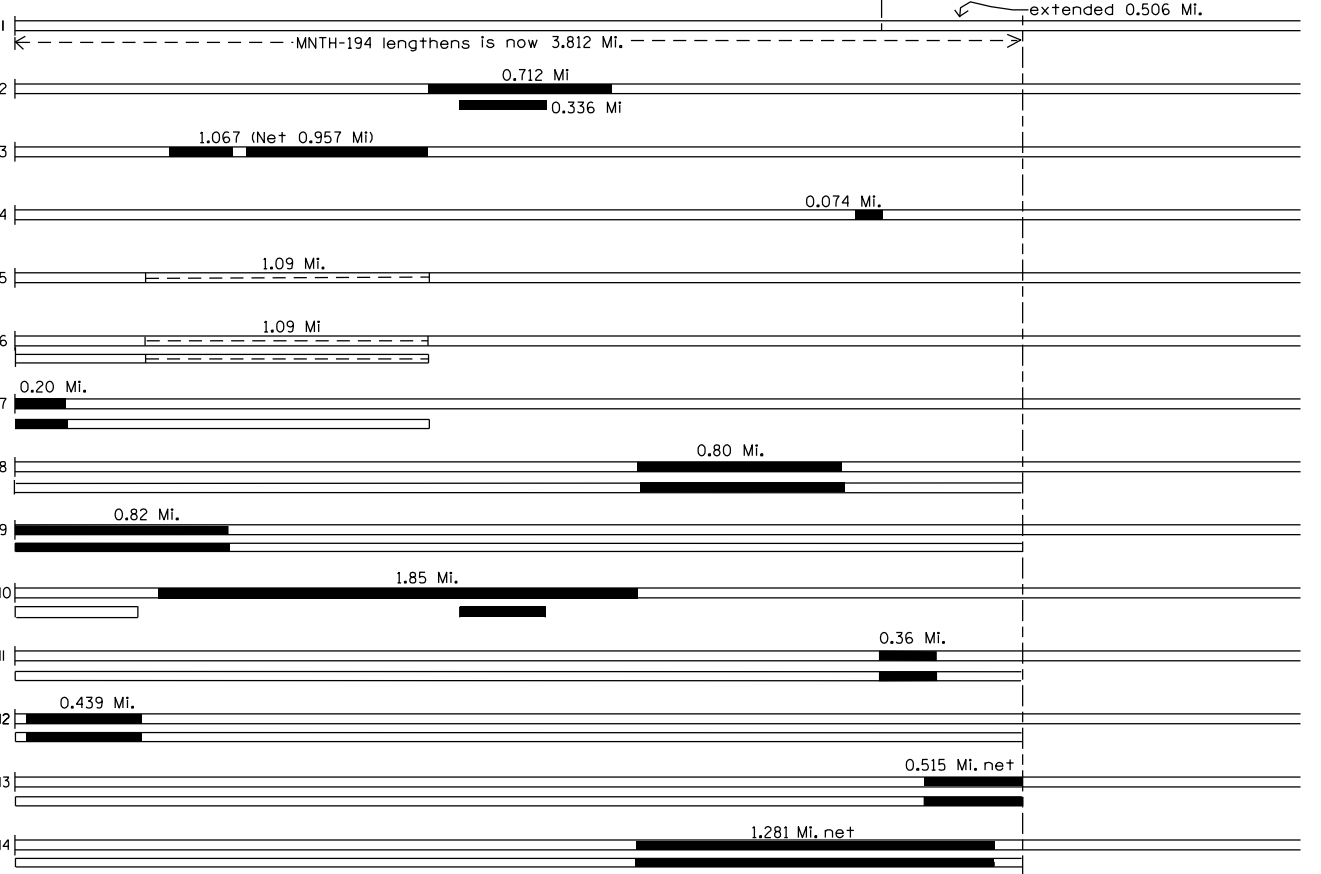 extended 0.506 Mi.
1
MNTH-194 lengthens is now 3.812 Mi.
0.712 Mi
2
0.336 Mi
1.067 (Net 0.957 Mi)
3
0.074 Mi.
4
1.09 Mi.
5
1.09 Mi
6
0.20 Mi.
7
0.80 Mi.
8
0.82 Mi.
9
1.85 Mi.
10
0.36 Mi.
11
0.439 Mi.
12
0.515 Mi. net
13
1.281 Mi. net
14